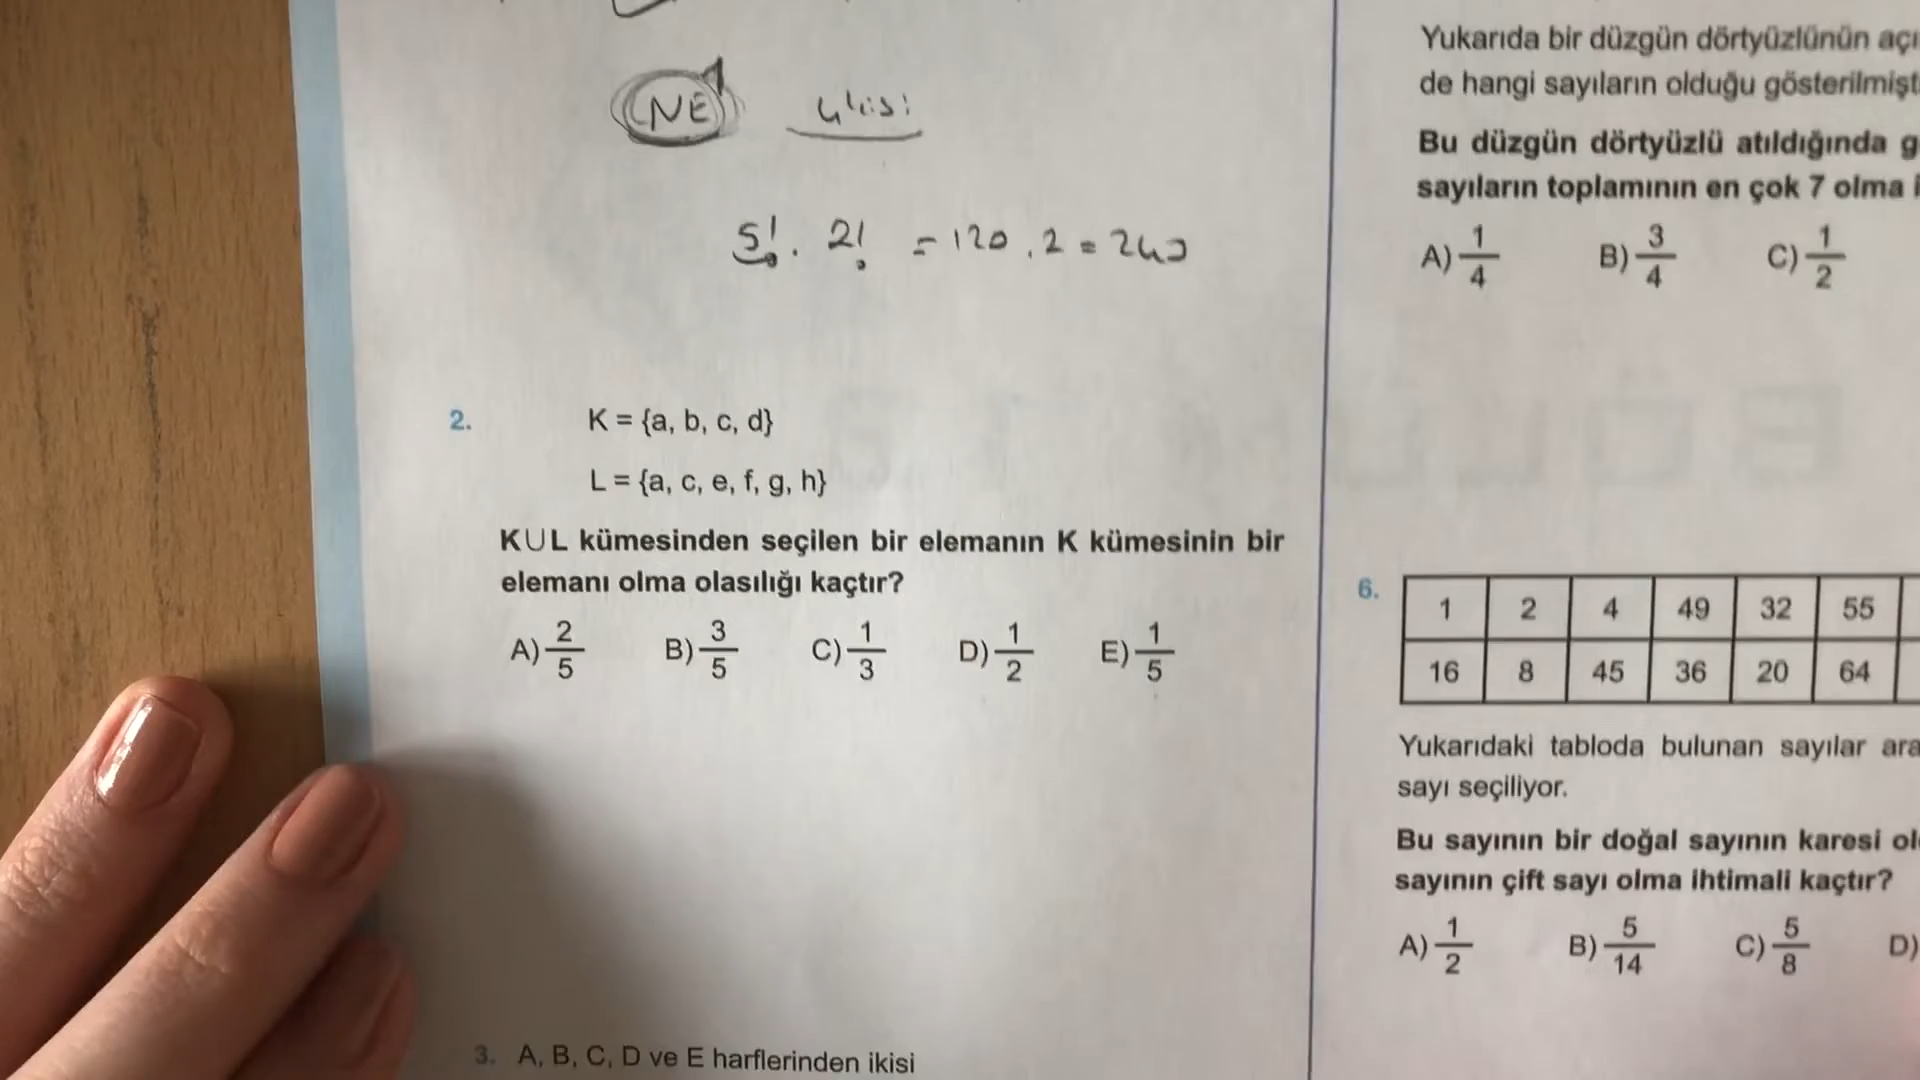 NE ikilisi
5! . 2! = 120 . 2 = 240
2. K = {a, b, c, d}
L = {a, c, e, f, g, h}
K∪L kümesinden seçilen bir elemanın K kümesinin bir
elemanı olma olasılığı kaçtır?
A) 2/5 B) 3/5 C) 1/3 D) 1/2 E) 1/5
3. A, B, C, D ve E harflerinden ikisi
Yukarıda bir düzgün dörtyüzlünün açı
de hangi sayıların olduğu gösterilmişt
Bu düzgün dörtyüzlü atıldığında g
sayıların toplamının en çok 7 olma i
A) 1/4 B) 3/4 C) 1/2
6. 1 2 4 49 32 55
16 8 45 36 20 64
Yukarıdaki tabloda bulunan sayılar ara
sayı seçiliyor.
Bu sayının bir doğal sayının karesi ol
sayının çift sayı olma ihtimali kaçtır?
A) 1/2 B) 5/14 C) 5/8 D)